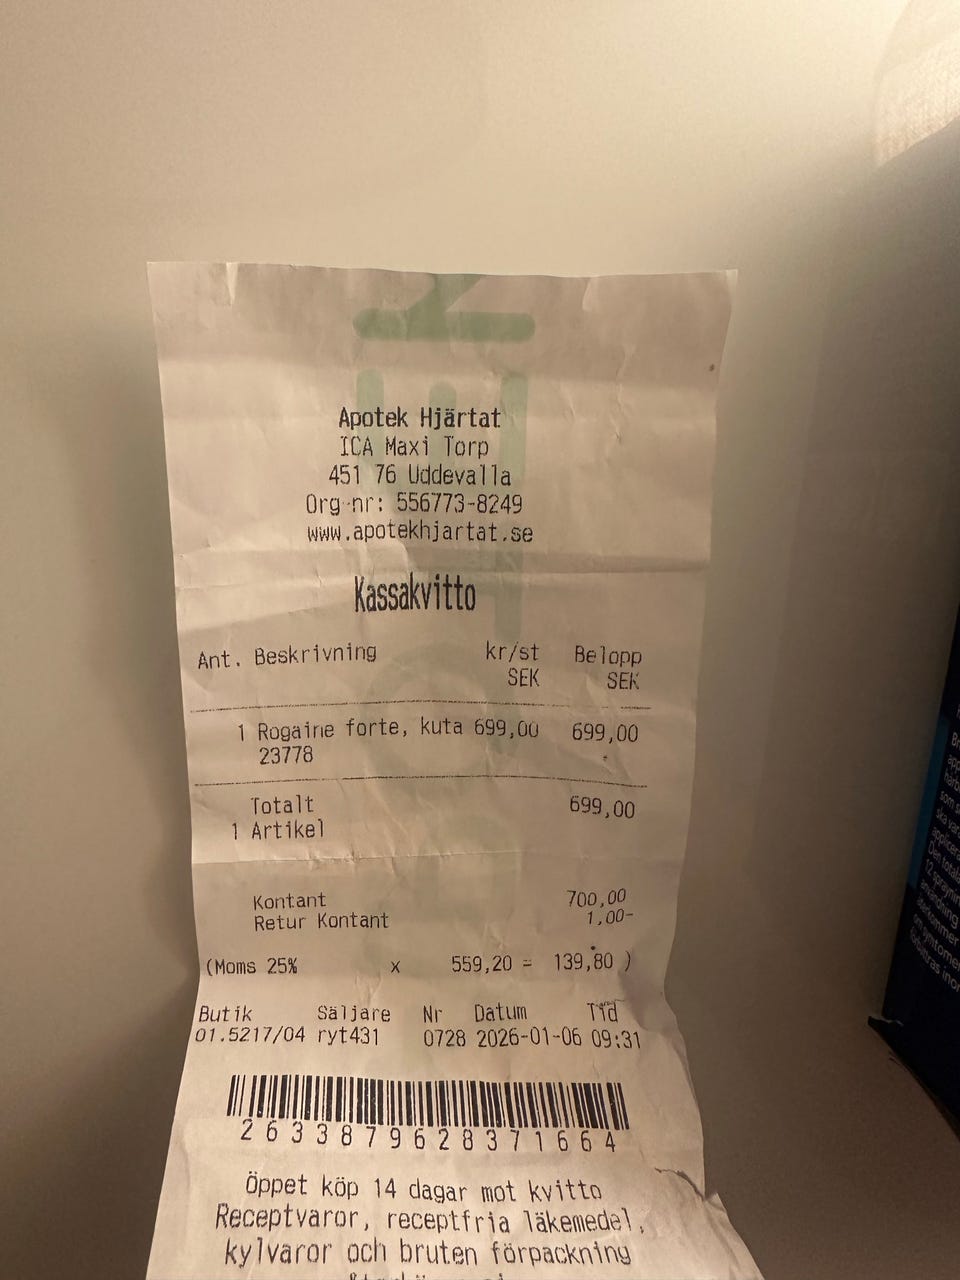 Apotek Hjärtat
ICA Maxi Torp
451 76 Uddevalla
Org-nr: 556773-8249
www.apotekhjartat.se
Kassakvitto
Ant. Beskrivning kr/st Belopp
SEK SEK
1 Rogaine forte, kuta 699,00 699,00
23778
Totalt 699,00
1 Artikel
Kontant 700,00
Retur Kontant 1,00-
(Moms 25% x 559,20 = 139,80 )
Butik Säljare Nr Datum Tid
01.5217/04 ryt431 0728 2026-01-06 09:31
2633879628371664
Öppet köp 14 dagar mot kvitto
Receptvaror, receptfria läkemedel,
kylvaror och bruten förpackning